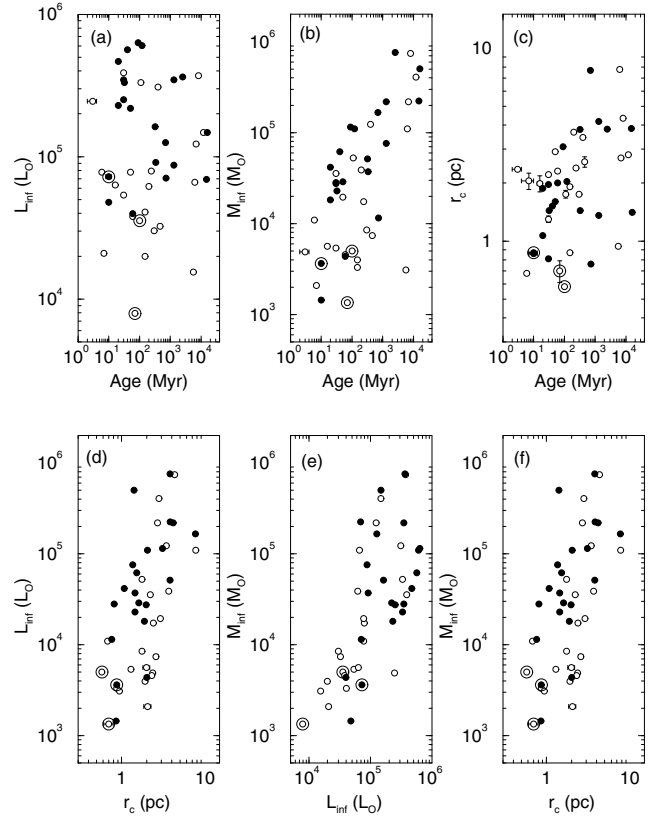 (a)
L_inf (L_O)
10^5
10^4
10^0 10^1 10^2 10^3 10^4
Age (Myr)
(b)
M_inf (M_O)
10^6
10^5
10^4
10^3
10^0 10^1 10^2 10^3 10^4
Age (Myr)
(c)
r_c (pc)
10
1
10^0 10^1 10^2 10^3 10^4
Age (Myr)
(d)
L_inf (L_O)
10^6
10^5
10^4
10^3
1 10
r_c (pc)
(e)
M_inf (M_O)
10^6
10^5
10^4
10^3
10^4 10^5 10^6
L_inf (L_O)
(f)
M_inf (M_O)
10^6
10^5
10^4
10^3
1 10
r_c (pc)